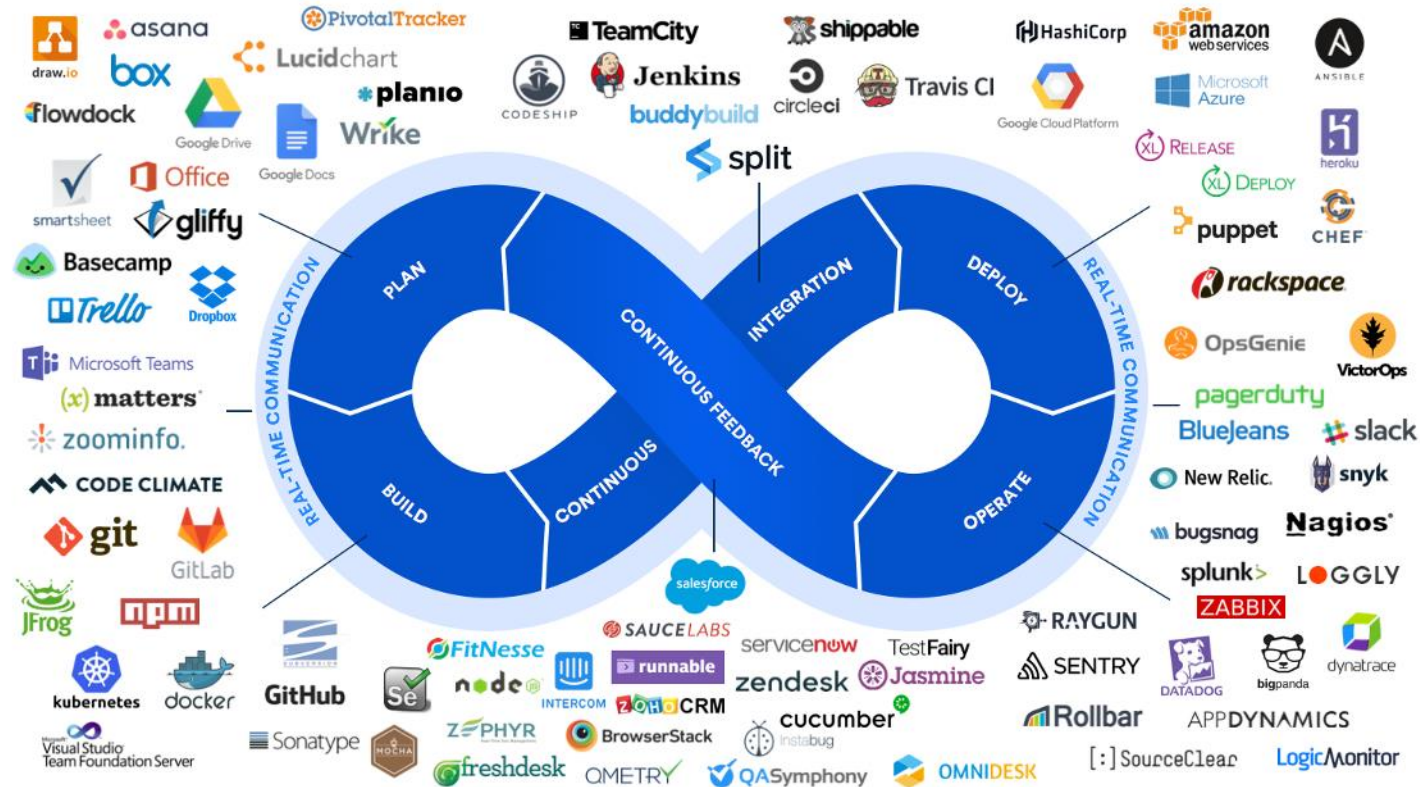 draw.io
asana
PivotalTracker
box
Lucidchart
flowdock
Google Drive
planio
Google Docs
Wrike
smartsheet
Office
gliffy
Basecamp
Trello
Dropbox
TeamCity
shippable
CODESHIP
Jenkins
buddybuild
circleci
Travis CI
split
HashiCorp
amazon
web services
ANSIBLE
Google Cloud Platform
Microsoft
Azure
XL RELEASE
heroku
XL DEPLOY
puppet
CHEF
rackspace
REAL-TIME COMMUNICATION
PLAN
BUILD
CONTINUOUS
INTEGRATION
CONTINUOUS FEEDBACK
DEPLOY
OPERATE
REAL-TIME COMMUNICATION
Microsoft Teams
(x) matters
zoominfo.
CODE CLIMATE
git
GitLab
JFrog
npm
kubernetes
docker
SUBVERSION
GitHub
Microsoft
Visual Studio
Team Foundation Server
Sonatype
OpsGenie
VictorOps
pagerduty
BlueJeans
slack
New Relic.
snyk
bugsnag
Nagios
splunk>
LOGGLY
ZABBIX
RAYGUN
SENTRY
DATADOG
bigpanda
dynatrace
Rollbar
APPDYNAMICS
[:]SourceClear
LogicMonitor
salesforce
FitNesse
SAUCELABS
servicenow
TestFairy
Se
node
JS
INTERCOM
runnable
zendesk
Jasmine
ZOHO CRM
MOCHA
ZEPHYR
BrowserStack
instabug
cucumber
freshdesk
QMETRY
QASymphony
OMNIDESK